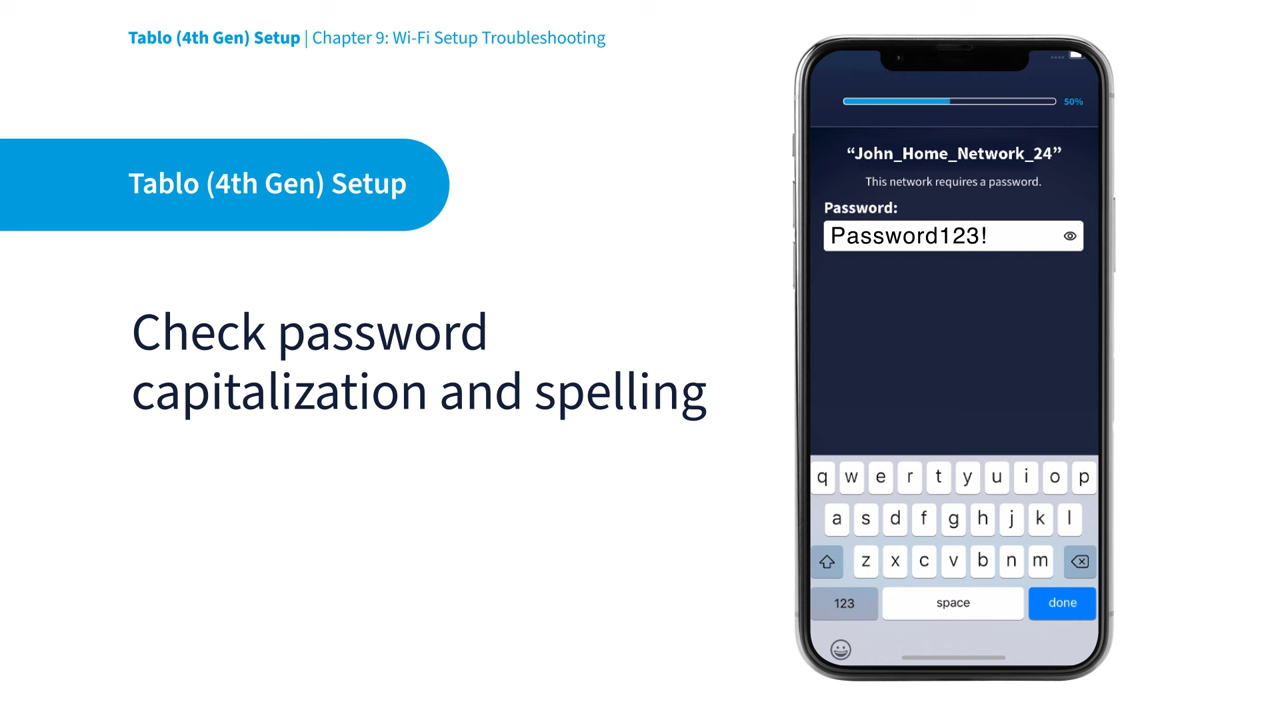 Tablo (4th Gen) Setup | Chapter 9: Wi-Fi Setup Troubleshooting
Tablo (4th Gen) Setup
Check password
capitalization and spelling
50%
“John_Home_Network_24”
This network requires a password.
Password:
Password123!
q w e r t y u i o p
a s d f g h j k l
z x c v b n m
123 space done